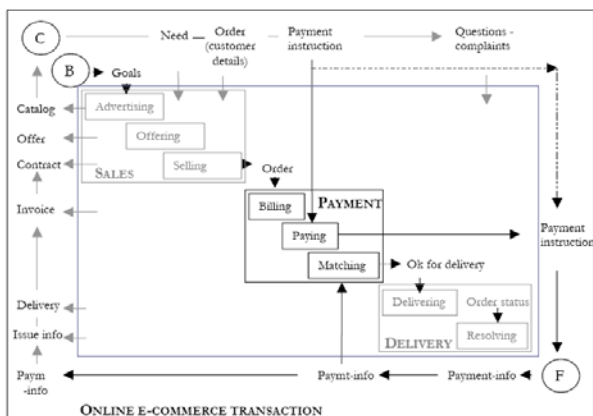 C
Need
Order
(customer
details)
Payment
instruction
Questions -
complaints
B
Goals
Catalog
Advertising
Offer
Offering
Contract
Selling
SALES
Order
Invoice
Billing
PAYMENT
Paying
Payment
instruction
Matching
Ok for delivery
Delivery
Delivering
Order status
Issue info
Resolving
DELIVERY
Paym
-info
Paymt-info
Payment-info
F
ONLINE E-COMMERCE TRANSACTION